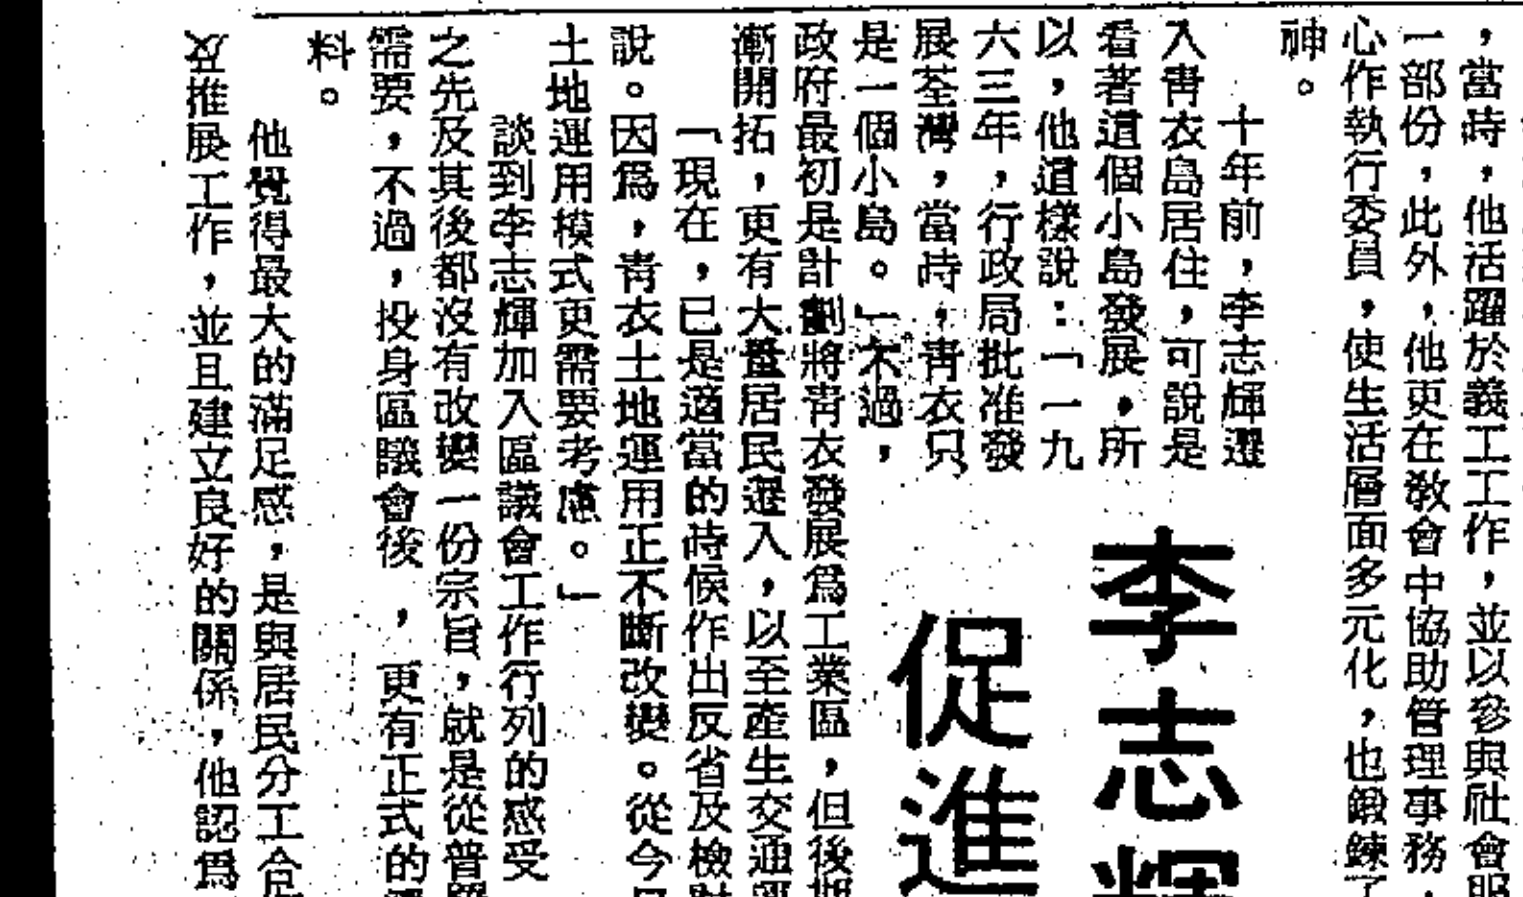 ，當時，他活躍於義工工作，並以參與社會服
一部份，此外，他更在教會中協助管理事務，
心作執行委員，使生活層面多元化，也鍛鍊了
神。
十年前，李志輝遷
入青衣島居住，可說是
看著這個小島發展，所
以，他這樣說：「一九
六三年，行政局批准發
展荃灣，當時，青衣只
是一個小島。」不過，
政府最初是計劃將青衣發展爲工業區，但後期
漸開拓，更有大量居民遷入，以至產生交通運
「現在，已是適當的時候作出反省及檢討
說。因爲，青衣土地運用正不斷改變。從今
土地運用模式更需要考慮。」
談到李志輝加入區議會工作行列的感受
之先及其後都沒有改變一份宗旨，就是從普羅
需要，不過，投身區議會後，更有正式的
料。
他覺得最大的滿足感，是與居民分工合作
及推展工作，並且建立良好的關係，他認爲
李志輝
促進